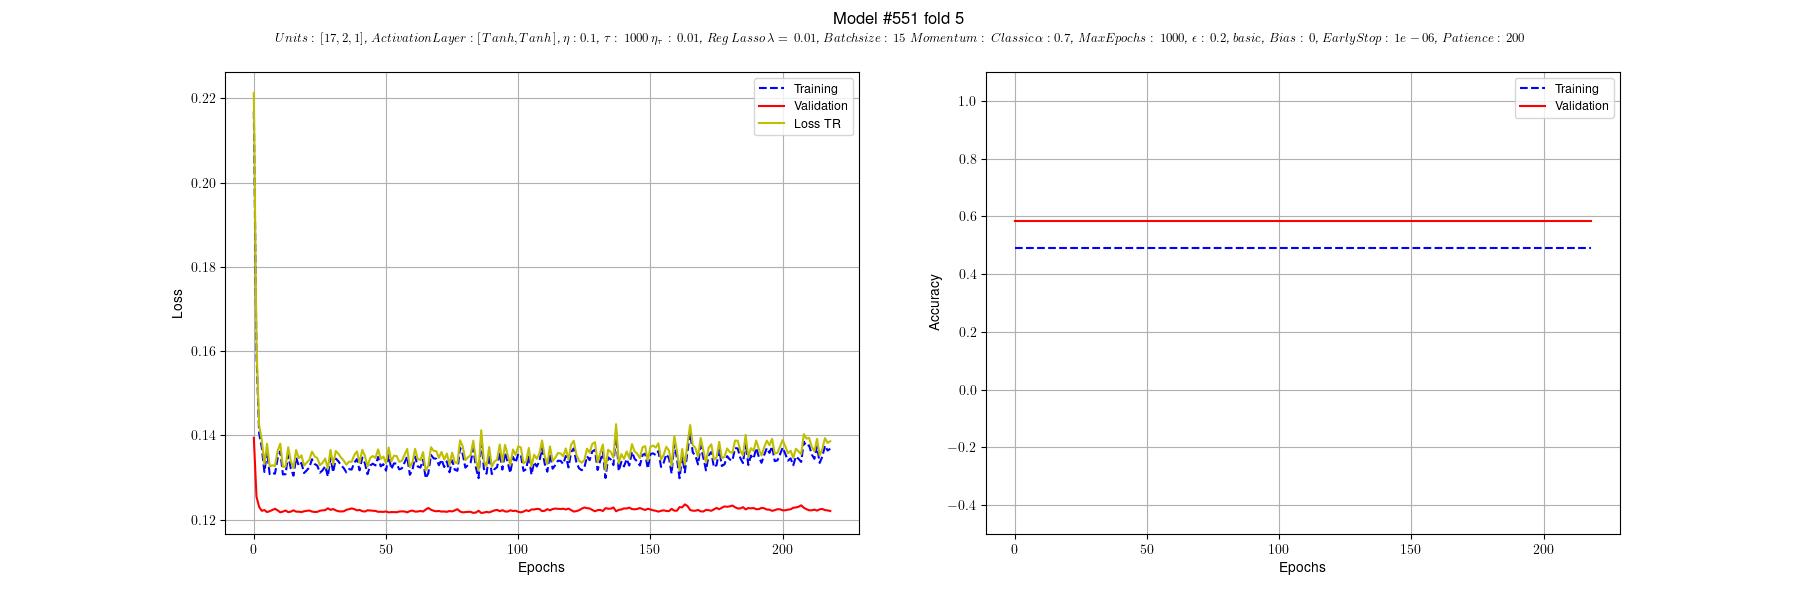 Model #551 fold 5
Units : [17, 2, 1], ActivationLayer : [Tanh, Tanh], η : 0.1, τ : 1000 η_τ : 0.01, Reg Lasso λ = 0.01, Batchsize : 15 Momentum : Classic α : 0.7, MaxEpochs : 1000, ϵ : 0.2, basic, Bias : 0, EarlyStop : 1e − 06, Patience : 200
0.22
0.20
0.18
0.16
0.14
0.12
Loss
Training
Validation
Loss TR
0 50 100 150 200
Epochs
1.0
0.8
0.6
0.4
0.2
0.0
−0.2
−0.4
Accuracy
Training
Validation
0 50 100 150 200
Epochs